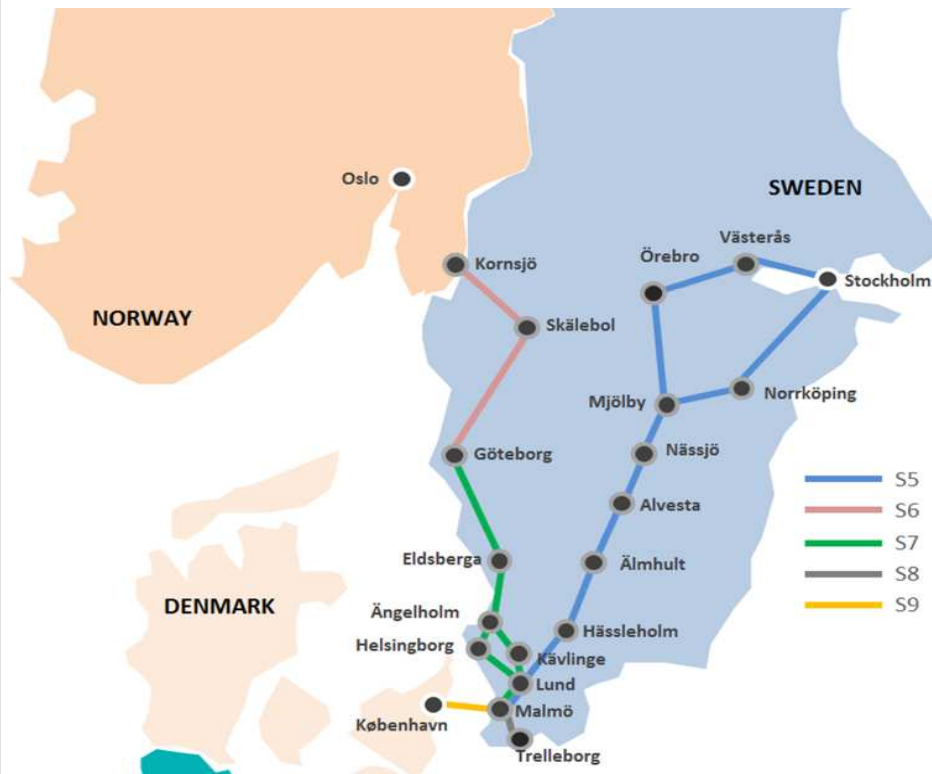 Oslo
SWEDEN
Västerås
Örebro
Kornsjö
Stockholm
NORWAY
Skälebol
Mjölby
Norrköping
Göteborg
Nässjö
S5
Alvesta
S6
S7
Eldsberga
Älmhult
S8
DENMARK
S9
Ängelholm
Hässleholm
Helsingborg
Kävlinge
Lund
Malmö
København
Trelleborg